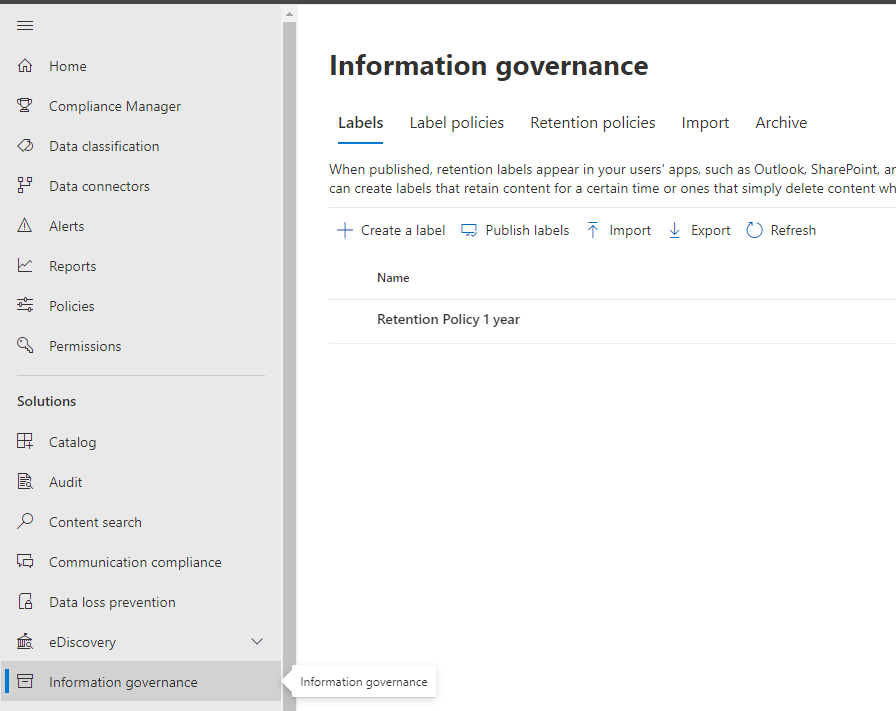 Home
Compliance Manager
Data classification
Data connectors
Alerts
Reports
Policies
Permissions
Solutions
Catalog
Audit
Content search
Communication compliance
Data loss prevention
eDiscovery
Information governance
Information governance
Information governance
Labels Label policies Retention policies Import Archive
When published, retention labels appear in your users' apps, such as Outlook, SharePoint,
can create labels that retain content for a certain time or ones that simply delete content
Create a label Publish labels Import Export Refresh
Name
Retention Policy 1 year